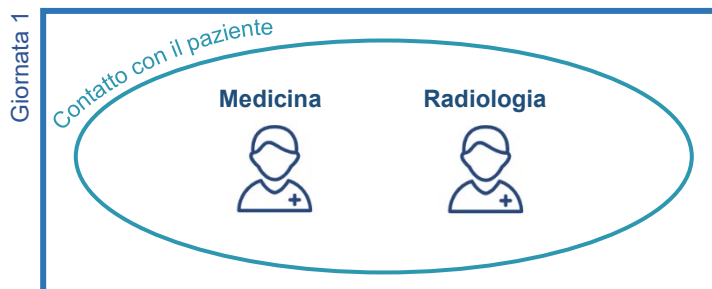 Giornata 1
Contatto con il paziente
Medicina
Radiologia